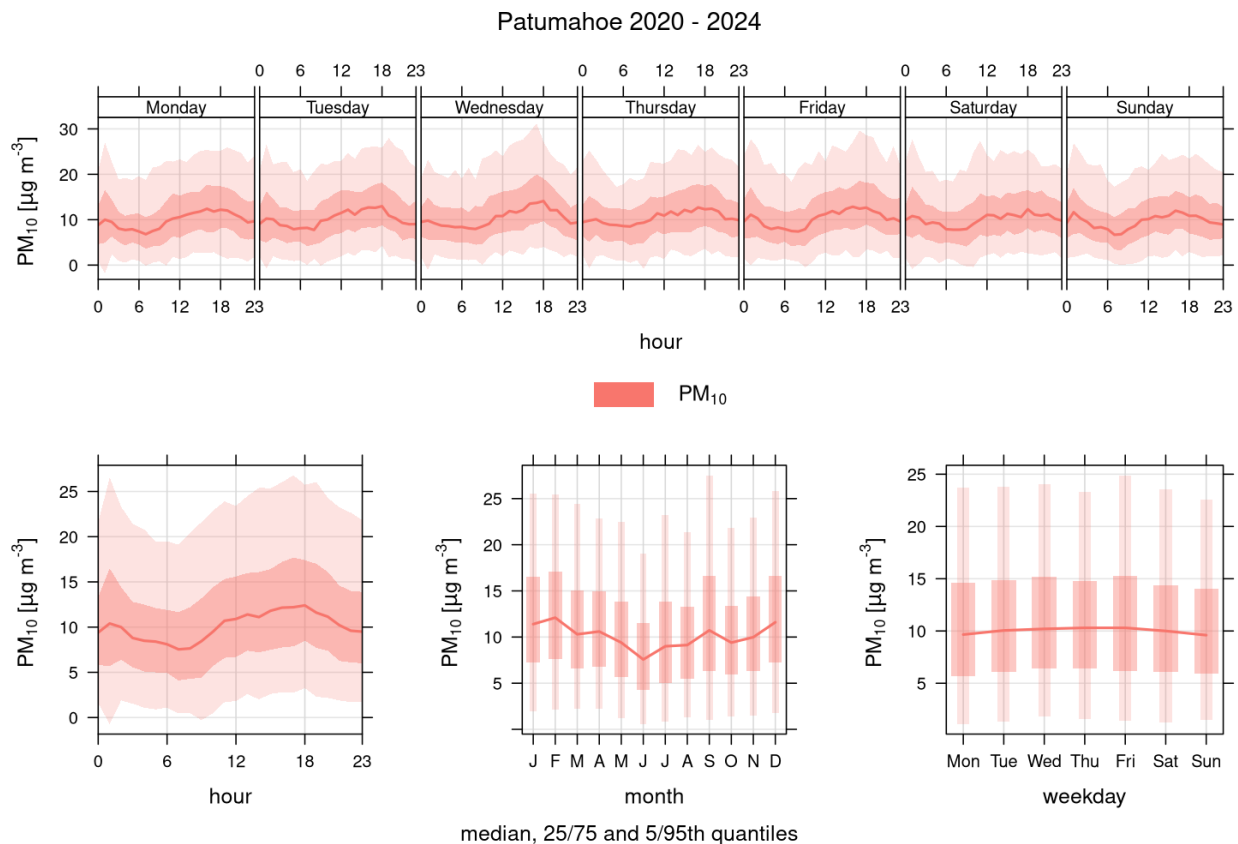 Patumahoe 2020 - 2024
0 6 12 18 23 0 6 12 18 23 0 6 12 18 23
Monday Tuesday Wednesday Thursday Friday Saturday Sunday
PM₁₀ [µg m⁻³]
30
20
10
0
0 6 12 18 23 0 6 12 18 23 0 6 12 18 23 0 6 12 18 23
hour
PM₁₀
PM₁₀ [µg m⁻³]
25
20
15
10
5
0
0 6 12 18 23
hour
PM₁₀ [µg m⁻³]
25
20
15
10
5
J F M A M J J A S O N D
month
PM₁₀ [µg m⁻³]
25
20
15
10
5
Mon Tue Wed Thu Fri Sat Sun
weekday
median, 25/75 and 5/95th quantiles